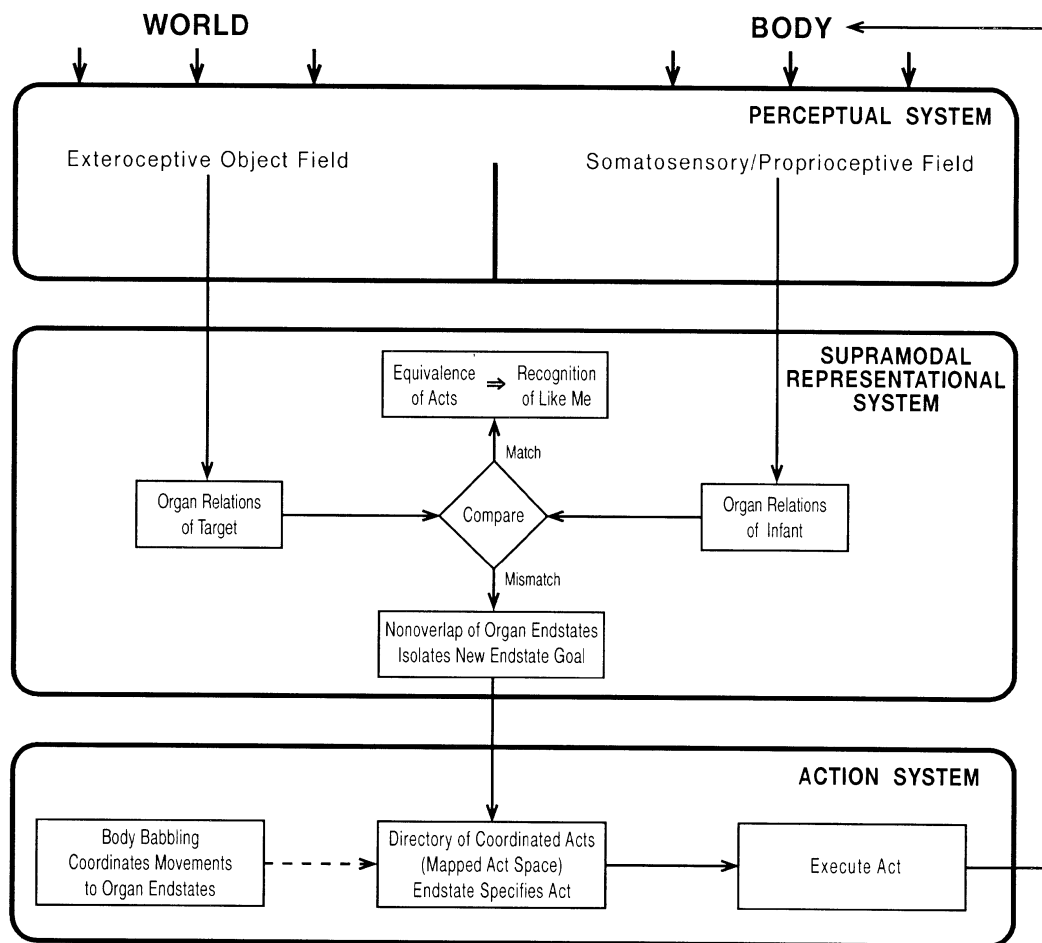 WORLD
BODY
PERCEPTUAL SYSTEM
Exteroceptive Object Field
Somatosensory/Proprioceptive Field
SUPRAMODAL
REPRESENTATIONAL
SYSTEM
Equivalence
of Acts
⇒
Recognition
of Like Me
Match
Organ Relations
of Target
Compare
Organ Relations
of Infant
Mismatch
Nonoverlap of Organ Endstates
Isolates New Endstate Goal
ACTION SYSTEM
Body Babbling
Coordinates Movements
to Organ Endstates
Directory of Coordinated Acts
(Mapped Act Space)
Endstate Specifies Act
Execute Act